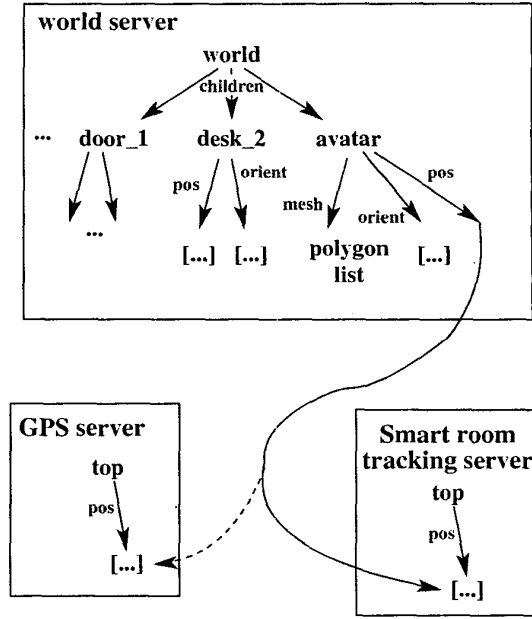 world server
world
children
... door_1 desk_2 avatar
pos orient mesh orient pos
... [...] [...] polygon list [...]
GPS server
top
pos
[...]
Smart room
tracking server
top
pos
[...]